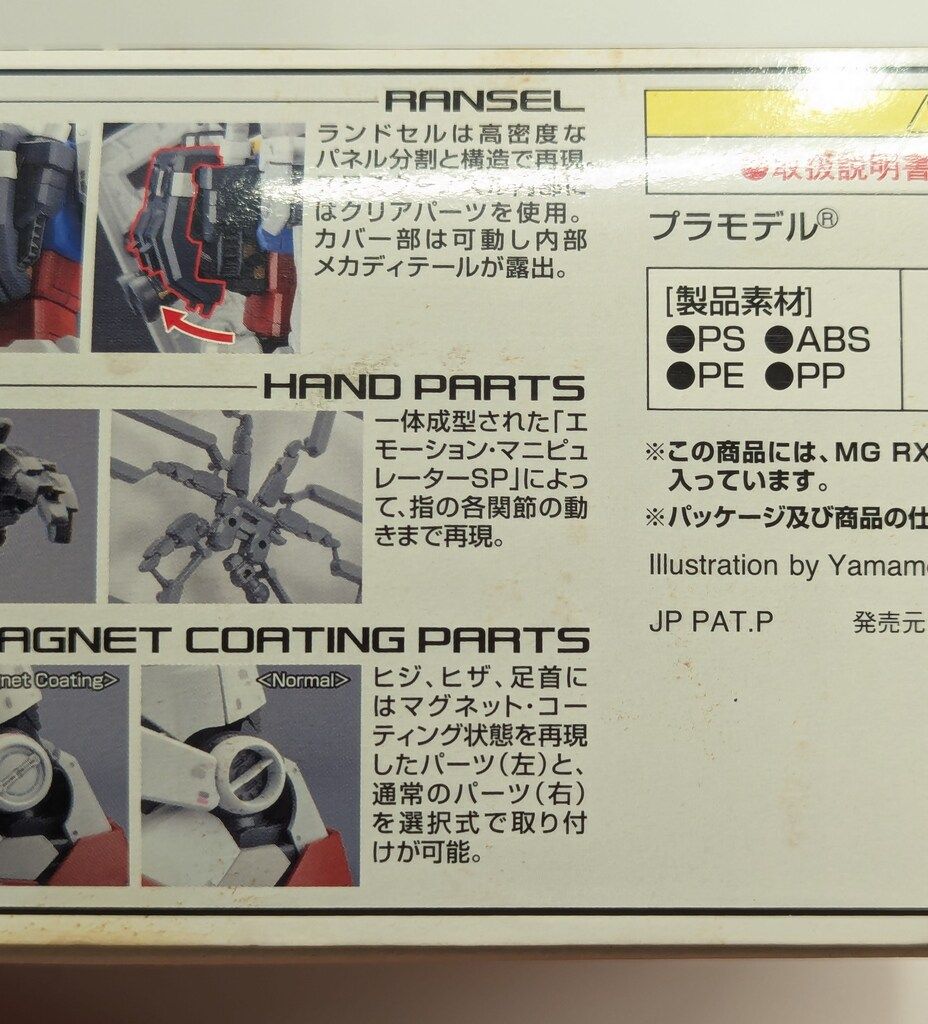 RANSEL
ランドセルは高密度な
パネル分割と構造で再現。
はクリアパーツを使用。
カバー部は可動し内部
メカディテールが露出。
HAND PARTS
一体成型された「エ
モーション・マニピュ
レーターSP」によっ
て、指の各関節の動
きまで再現。
AGNET COATING PARTS
net Coating>
<Normal>
ヒジ、ヒザ、足首に
はマグネット・コー
ティング状態を再現
したパーツ(左)と、
通常のパーツ(右)
を選択式で取り付
けが可能。
●取扱説明書
プラモデル®
[製品素材]
●PS ●ABS
●PE ●PP
※この商品には、MG RX
入っています。
※パッケージ及び商品の仕
Illustration by Yamam
JP PAT.P 発売元